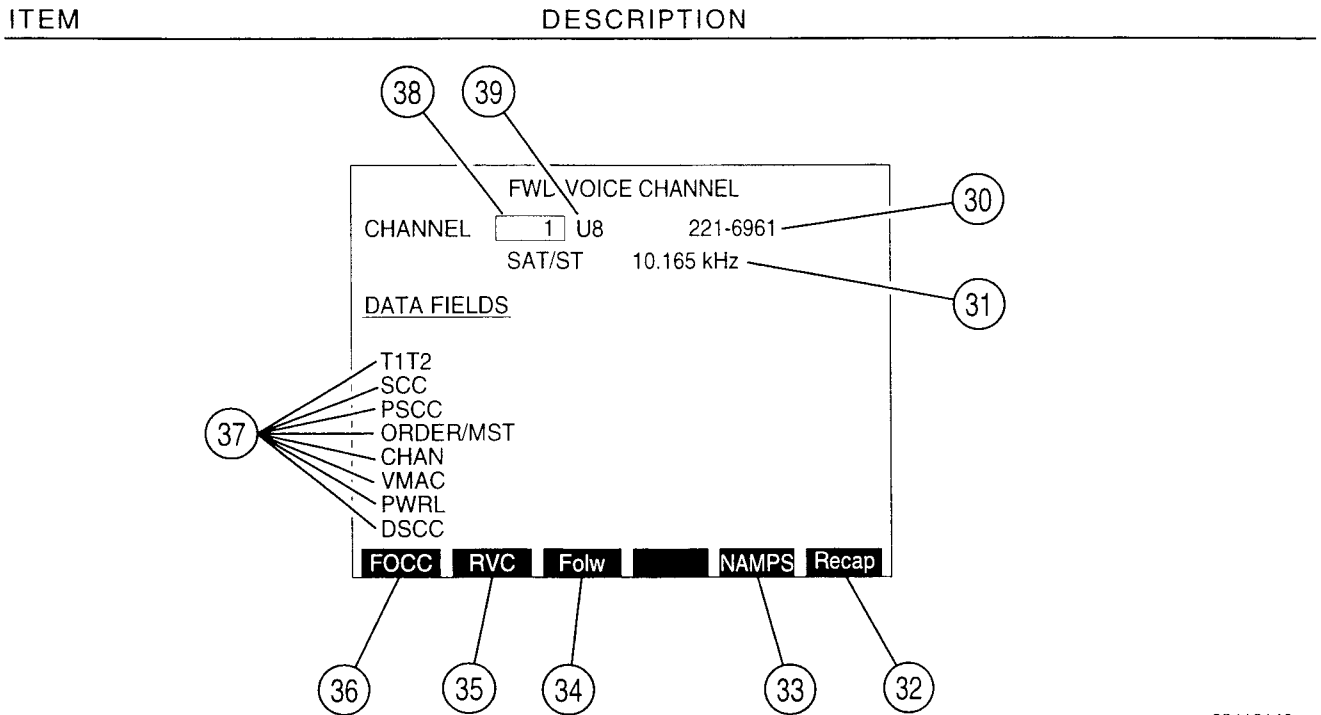 ITEM DESCRIPTION
38 39
FWD VOICE CHANNEL
30
CHANNEL 1 U8 221-6961
SAT/ST 10.165 kHz
31
DATA FIELDS
T1T2
SCC
PSCC
37 ORDER/MST
CHAN
VMAC
PWRL
DSCC
FOCC RVC Folw NAMPS Recap
36 35 34 33 32